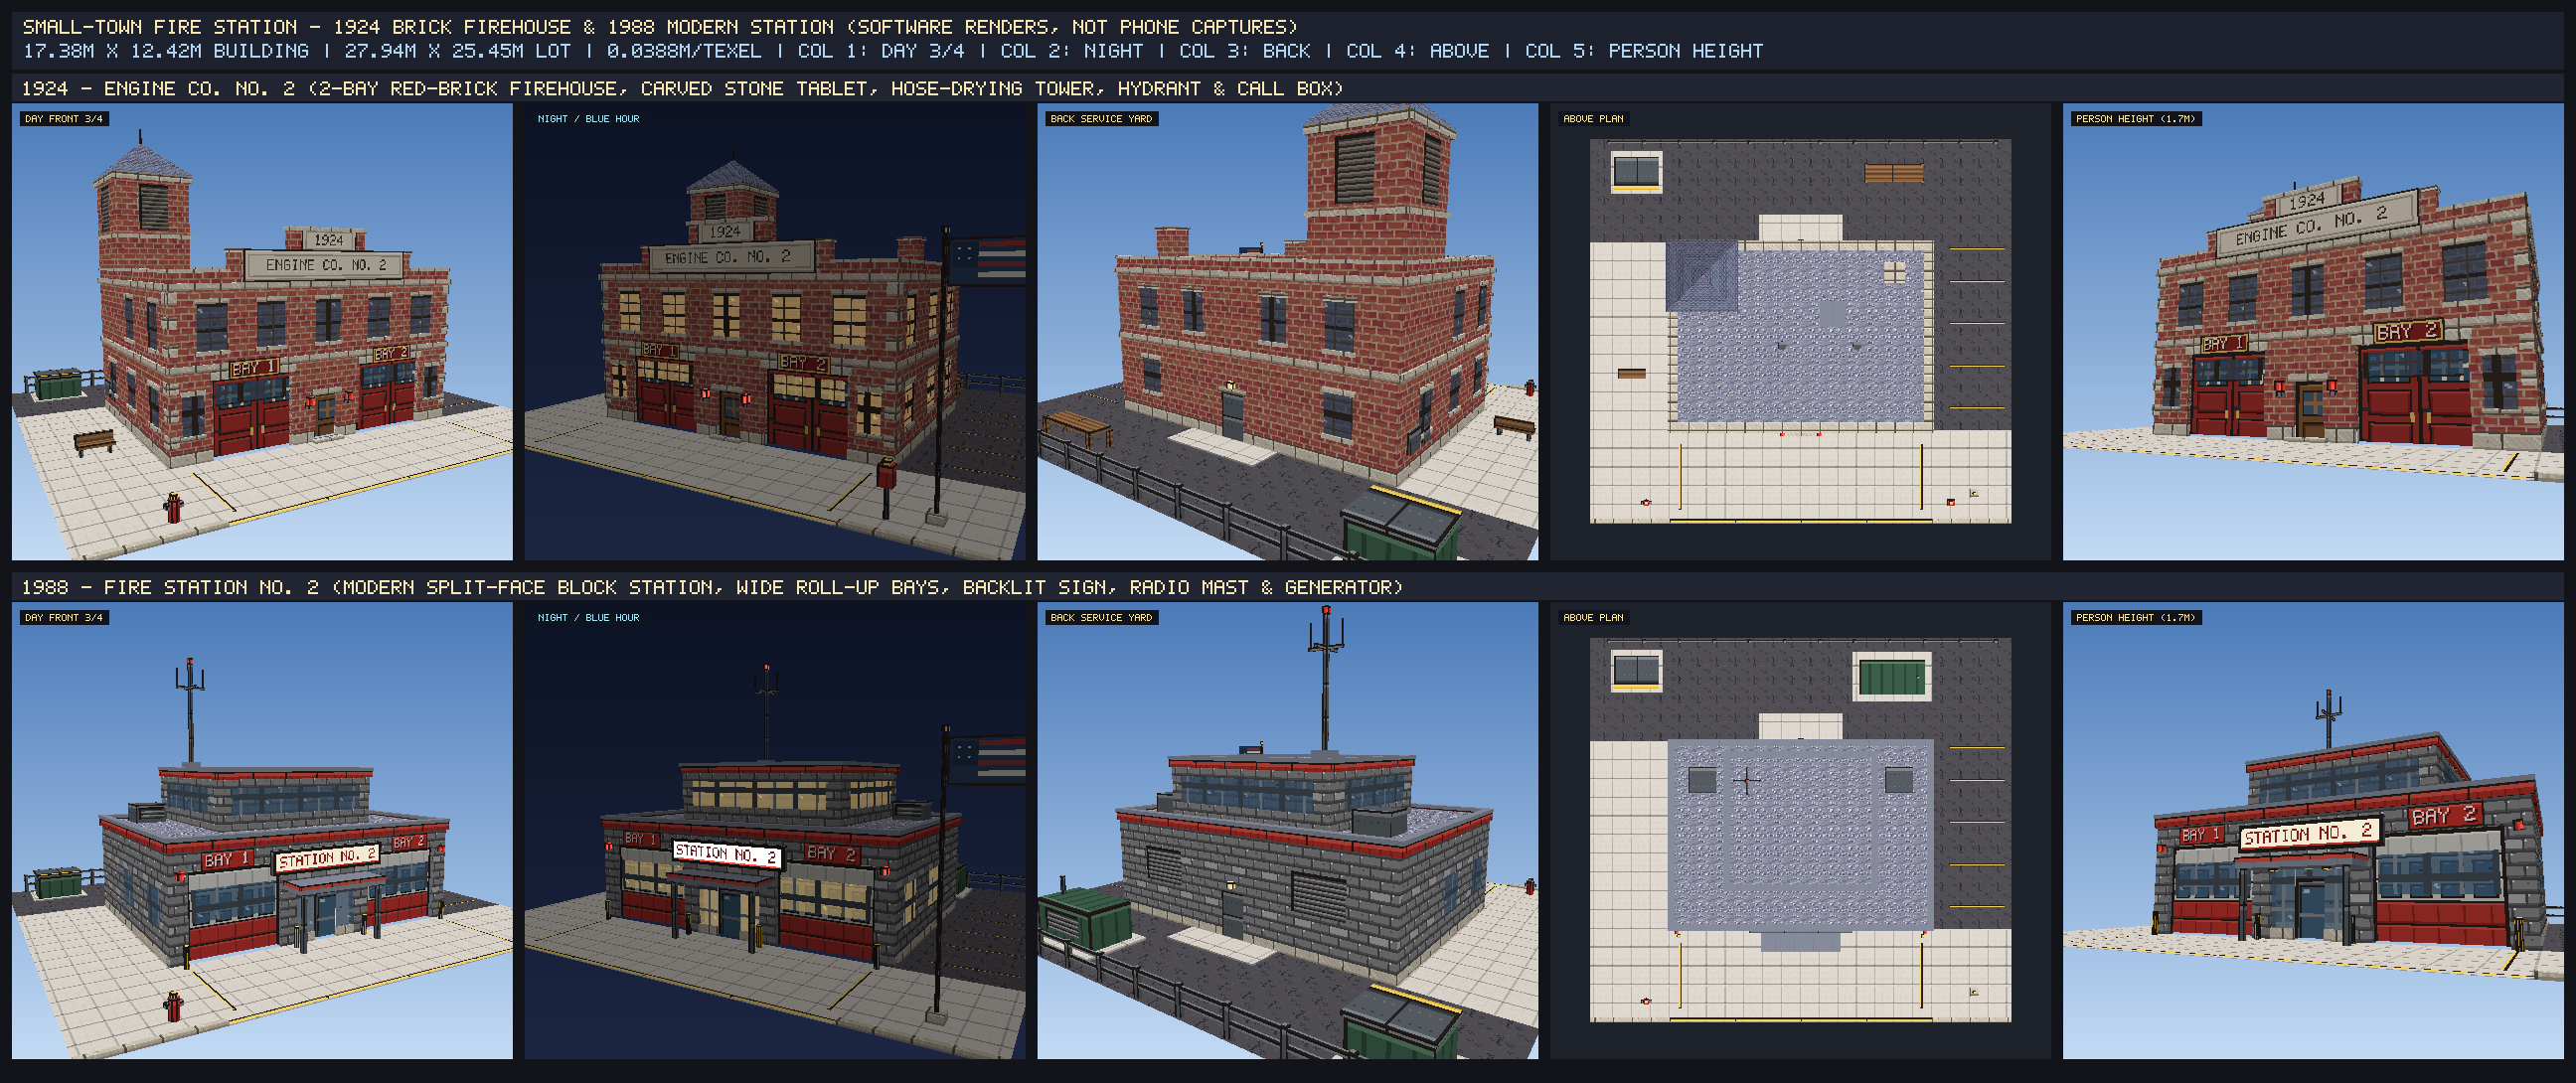 SMALL-TOWN FIRE STATION - 1924 BRICK FIREHOUSE & 1988 MODERN STATION (SOFTWARE RENDERS, NOT PHONE CAPTURES)
17.38M X 12.42M BUILDING | 27.94M X 25.45M LOT | 0.0388M/TEXEL | COL 1: DAY 3/4 | COL 2: NIGHT | COL 3: BACK | COL 4: ABOVE | COL 5: PERSON HEIGHT
1924 - ENGINE CO. NO. 2 (2-BAY RED-BRICK FIREHOUSE, CARVED STONE TABLET, HOSE-DRYING TOWER, HYDRANT & CALL BOX)
DAY FRONT 3/4
1924
ENGINE CO. NO. 2
BAY 1
BAY 2
NIGHT / BLUE HOUR
1924
ENGINE CO. NO. 2
BAY 1
BAY 2
BACK SERVICE YARD
ABOVE PLAN
PERSON HEIGHT (1.7M)
1924
ENGINE CO. NO. 2
BAY 1
BAY 2
1988 - FIRE STATION NO. 2 (MODERN SPLIT-FACE BLOCK STATION, WIDE ROLL-UP BAYS, BACKLIT SIGN, RADIO MAST & GENERATOR)
DAY FRONT 3/4
BAY 1
STATION NO. 2
BAY 2
NIGHT / BLUE HOUR
BAY 1
STATION NO. 2
BAY 2
BACK SERVICE YARD
ABOVE PLAN
PERSON HEIGHT (1.7M)
BAY 1
STATION NO. 2
BAY 2